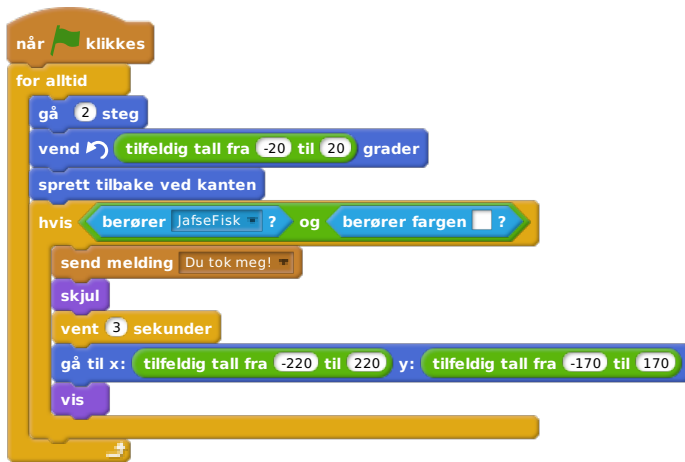 når klikkes
for alltid
gå 2 steg
vend tilfeldig tall fra -20 til 20 grader
sprett tilbake ved kanten
hvis berører JafseFisk ? og berører fargen ?
send melding Du tok meg!
skjul
vent 3 sekunder
gå til x: tilfeldig tall fra -220 til 220 y: tilfeldig tall fra -170 til 170
vis